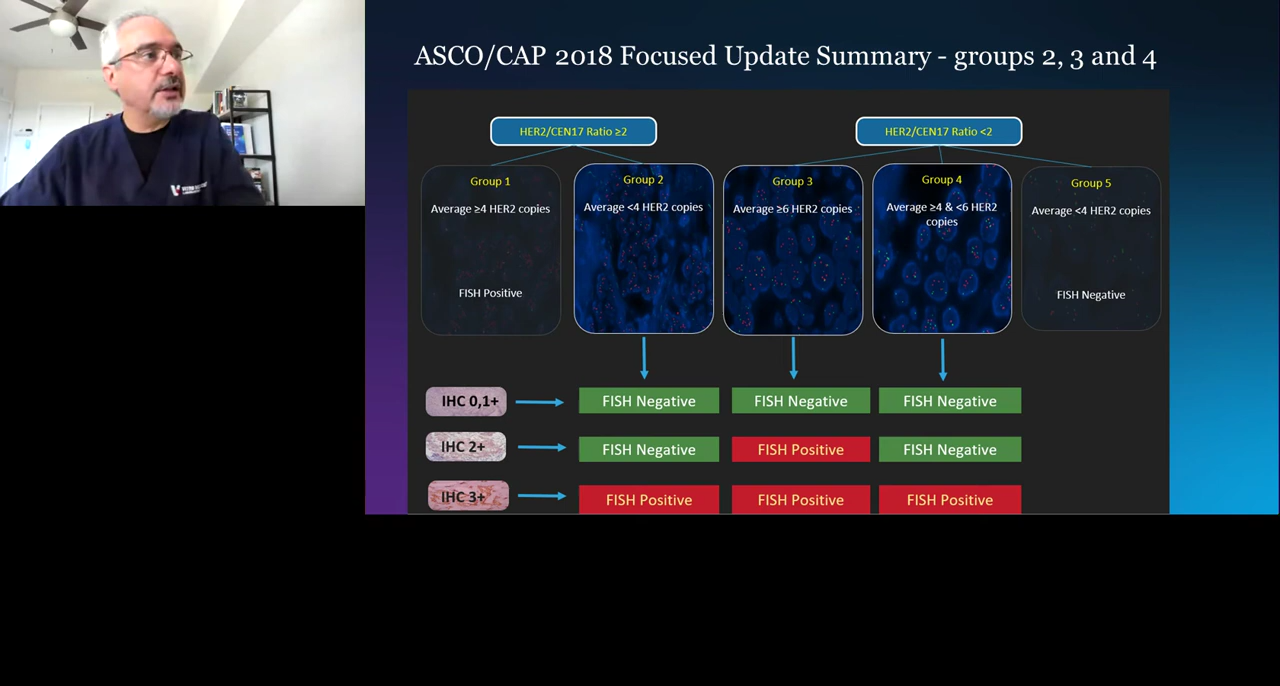 ASCO/CAP 2018 Focused Update Summary - groups 2, 3 and 4
HER2/CEN17 Ratio ≥2
HER2/CEN17 Ratio <2
Group 1
Average ≥4 HER2 copies
FISH Positive
Group 2
Average <4 HER2 copies
Group 3
Average ≥6 HER2 copies
Group 4
Average ≥4 & <6 HER2
copies
Group 5
Average <4 HER2 copies
FISH Negative
IHC 0,1+
FISH Negative
FISH Negative
FISH Negative
IHC 2+
FISH Negative
FISH Positive
FISH Negative
IHC 3+
FISH Positive
FISH Positive
FISH Positive